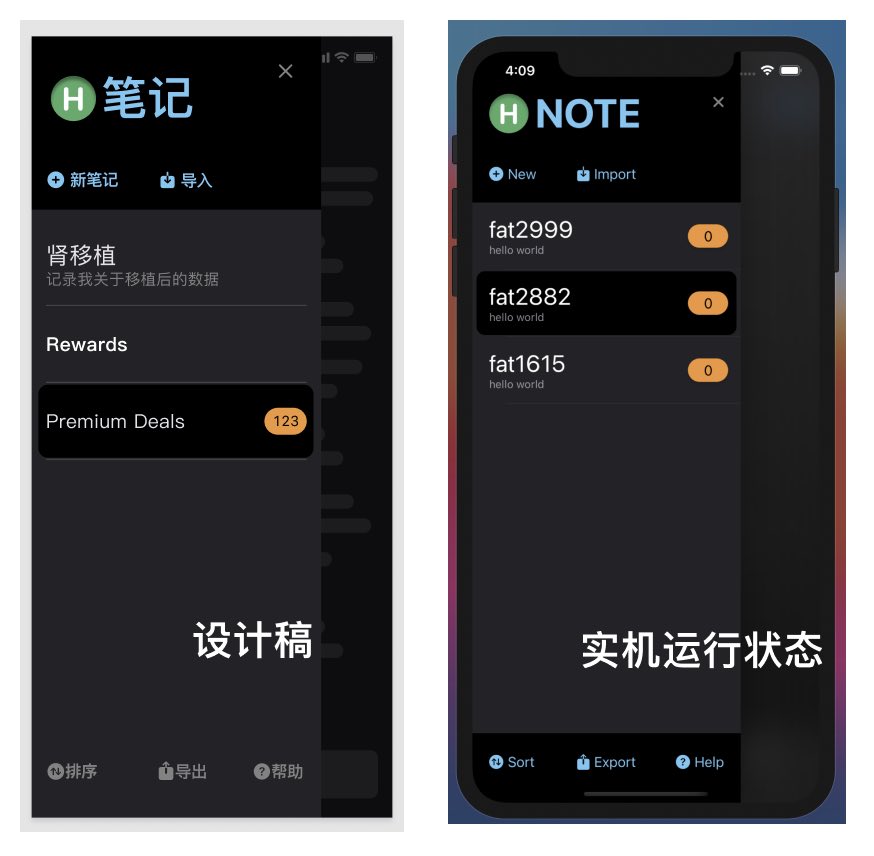 H 笔记
新笔记 导入
肾移植
记录我关于移植后的数据
Rewards
Premium Deals 123
设计稿
排序 导出 帮助
4:09
H NOTE
New Import
fat2999 0
hello world
fat2882 0
hello world
fat1615 0
hello world
实机运行状态
Sort Export Help